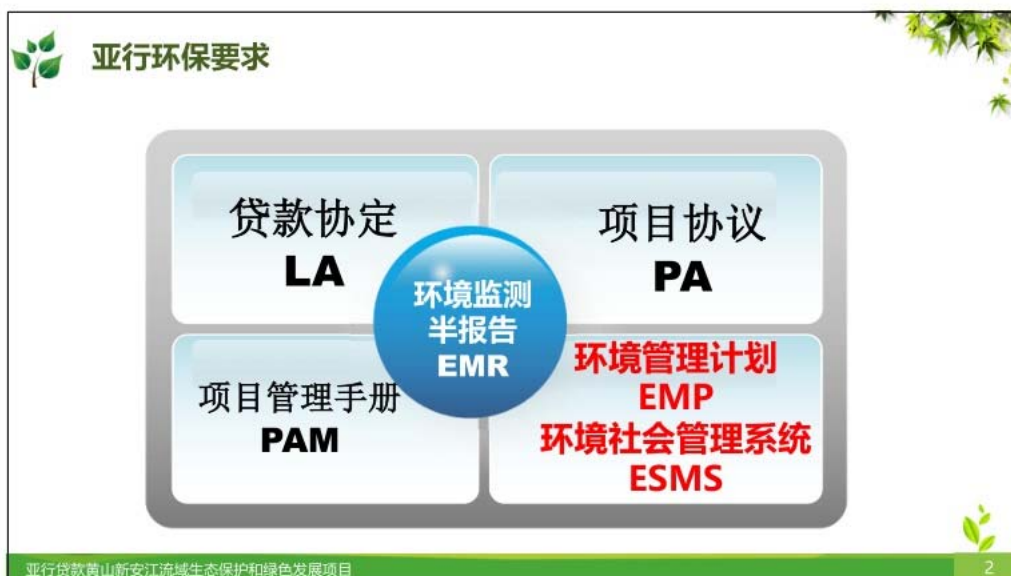 亚行环保要求
贷款协定
LA
项目协议
PA
环境监测
半报告
EMR
项目管理手册
PAM
环境管理计划
EMP
环境社会管理系统
ESMS
亚行贷款黄山新安江流域生态保护和绿色发展项目
2